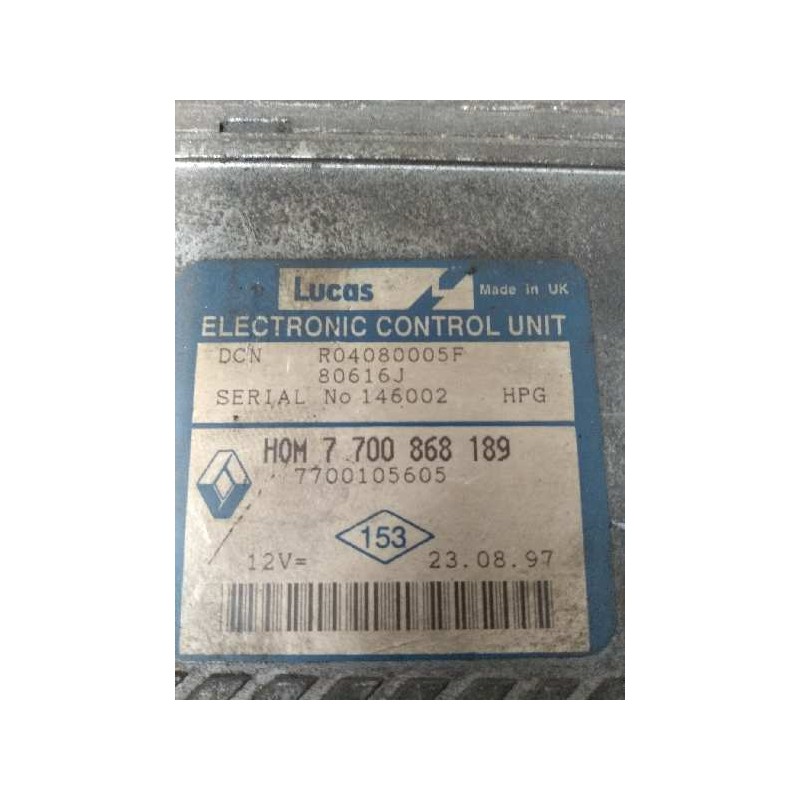 Lucas Made in UK
ELECTRONIC CONTROL UNIT
DCN R04080005F
80616J
SERIAL No 146002 HPG
HOM 7 700 868 189
7700105605
153
12V= 23.08.97